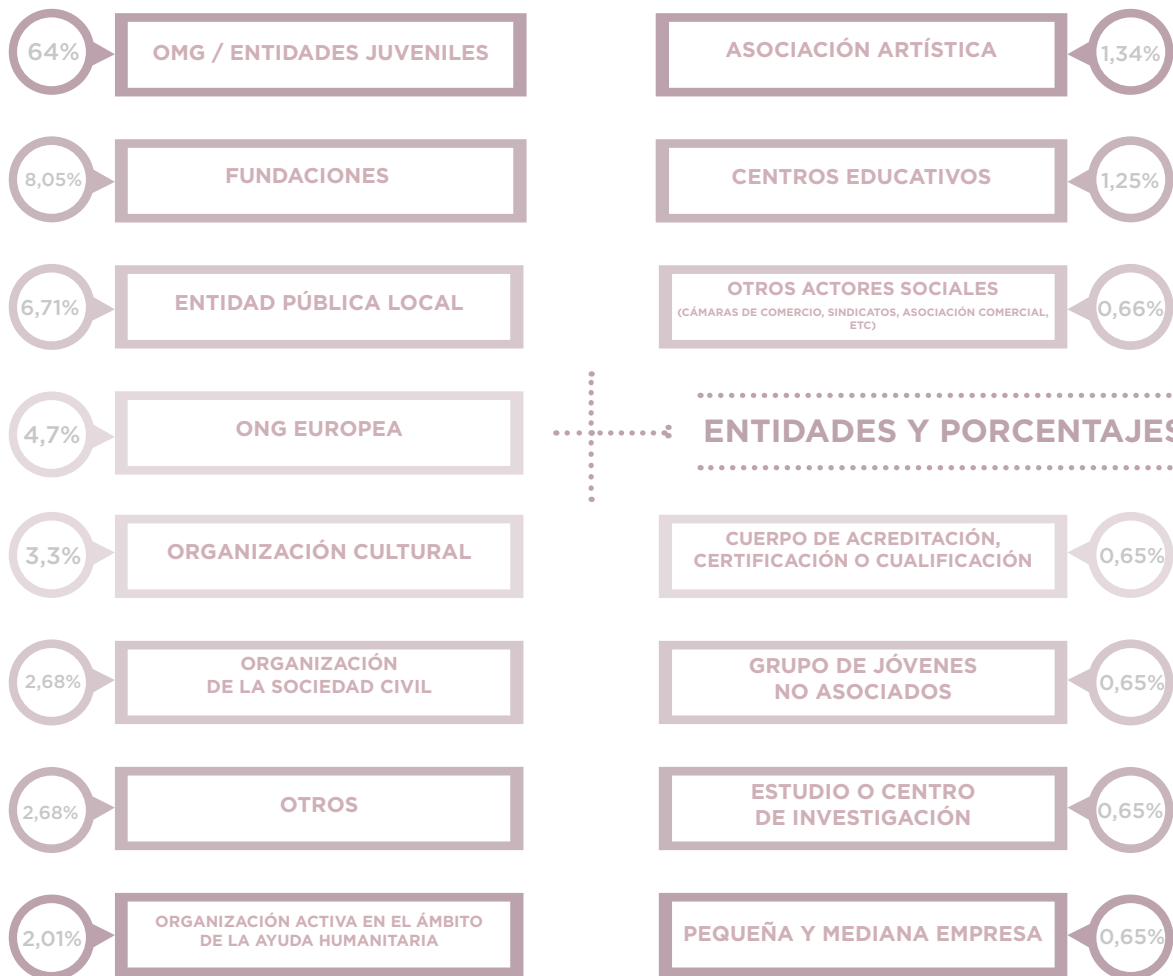 64%
OMG / ENTIDADES JUVENILES
8,05%
FUNDACIONES
6,71%
ENTIDAD PÚBLICA LOCAL
4,7%
ONG EUROPEA
3,3%
ORGANIZACIÓN CULTURAL
2,68%
ORGANIZACIÓN
DE LA SOCIEDAD CIVIL
2,68%
OTROS
2,01%
ORGANIZACIÓN ACTIVA EN EL ÁMBITO
DE LA AYUDA HUMANITARIA
ASOCIACIÓN ARTÍSTICA
1,34%
CENTROS EDUCATIVOS
1,25%
OTROS ACTORES SOCIALES
(CÁMARAS DE COMERCIO, SINDICATOS, ASOCIACIÓN COMERCIAL,
ETC)
0,66%
ENTIDADES Y PORCENTAJES
CUERPO DE ACREDITACIÓN,
CERTIFICACIÓN O CUALIFICACIÓN
0,65%
GRUPO DE JÓVENES
NO ASOCIADOS
0,65%
ESTUDIO O CENTRO
DE INVESTIGACIÓN
0,65%
PEQUEÑA Y MEDIANA EMPRESA
0,65%